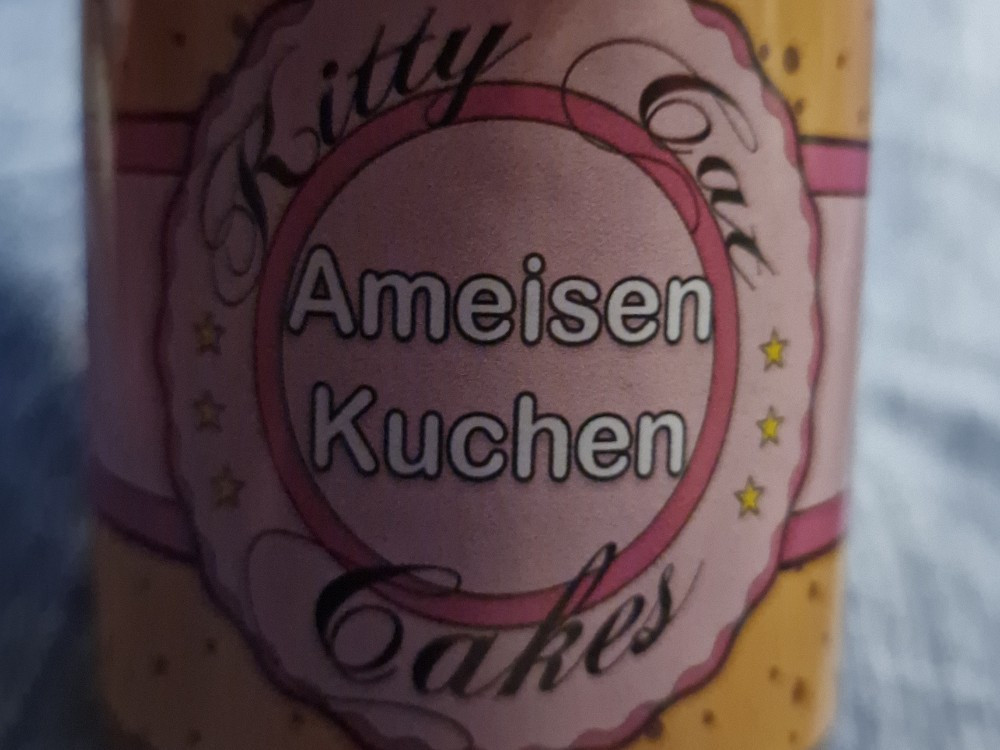 Kitty Cat
Ameisen
Kuchen
Cakes